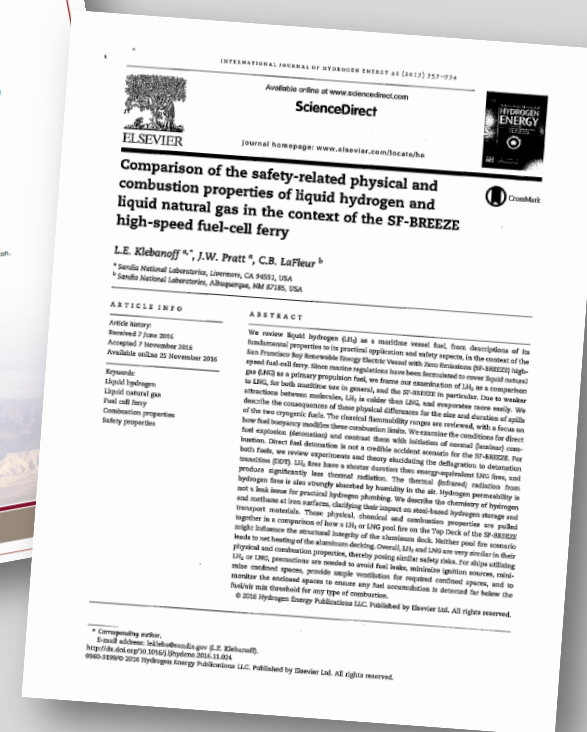 on.
INTERNATIONAL JOURNAL OF HYDROGEN ENERGY 42 (2017) 757–774
Available online at www.sciencedirect.com
ScienceDirect
journal homepage: www.elsevier.com/locate/he
ELSEVIER
HYDROGEN
ENERGY
Comparison of the safety-related physical and
combustion properties of liquid hydrogen and
liquid natural gas in the context of the SF-BREEZE
high-speed fuel-cell ferry
CrossMark
L.E. Klebanoff a,*, J.W. Pratt a, C.B. LaFleur b
a Sandia National Laboratories, Livermore, CA 94551, USA
b Sandia National Laboratories, Albuquerque, NM 87185, USA
ARTICLE INFO
Article history:
Received 7 June 2016
Accepted 7 November 2016
Available online 25 November 2016
Keywords:
Liquid hydrogen
Liquid natural gas
Fuel cell ferry
Combustion properties
Safety properties
ABSTRACT
We review liquid hydrogen (LH2) as a maritime vessel fuel, from descriptions of its
fundamental properties to its practical application and safety aspects, in the context of the
San Francisco Bay Renewable Energy Electric Vessel with Zero Emissions (SF-BREEZE) high-
speed fuel-cell ferry. Since marine regulations have been formulated to cover liquid natural
gas (LNG) as a primary propulsion fuel, we frame our examination of LH2 as a comparison
to LNG, for both maritime use in general, and the SF-BREEZE in particular. Due to weaker
attractions between molecules, LH2 is colder than LNG, and evaporates more easily. We
describe the consequences of these physical differences for the size and duration of spills
of the two cryogenic fuels. The classical flammability ranges are reviewed, with a focus on
how fuel buoyancy modifies these combustion limits. We examine the conditions for direct
fuel explosion (detonation) and contrast them with initiation of normal (laminar) com-
bustion. Direct fuel detonation is not a credible accident scenario for the SF-BREEZE. For
both fuels, we review experiments and theory elucidating the deflagration to detonation
transition (DDT). LH2 fires have a shorter duration than energy-equivalent LNG fires, and
produce significantly less thermal radiation. The thermal (infrared) radiation from
hydrogen fires is also strongly absorbed by humidity in the air. Hydrogen permeability is
not a leak issue for practical hydrogen plumbing. We describe the chemistry of hydrogen
and methane at iron surfaces, clarifying their impact on steel-based hydrogen storage and
transport materials. These physical, chemical and combustion properties are pulled
together in a comparison of how a LH2 or LNG pool fire on the Top Deck of the SF-BREEZE
might influence the structural integrity of the aluminum deck. Neither pool fire scenario
leads to net heating of the aluminum decking. Overall, LH2 and LNG are very similar in their
physical and combustion properties, thereby posing similar safety risks. For ships utilizing
LH2 or LNG, precautions are needed to avoid fuel leaks, minimize ignition sources, mini-
mize confined spaces, provide ample ventilation for required confined spaces, and to
monitor the enclosed spaces to ensure any fuel accumulation is detected far below the
fuel/air mix threshold for any type of combustion.
© 2016 Hydrogen Energy Publications LLC. Published by Elsevier Ltd. All rights reserved.
* Corresponding author.
E-mail address: lekleba@sandia.gov (L.E. Klebanoff).
http://dx.doi.org/10.1016/j.ijhydene.2016.11.024
0360-3199/© 2016 Hydrogen Energy Publications LLC. Published by Elsevier Ltd. All rights reserved.